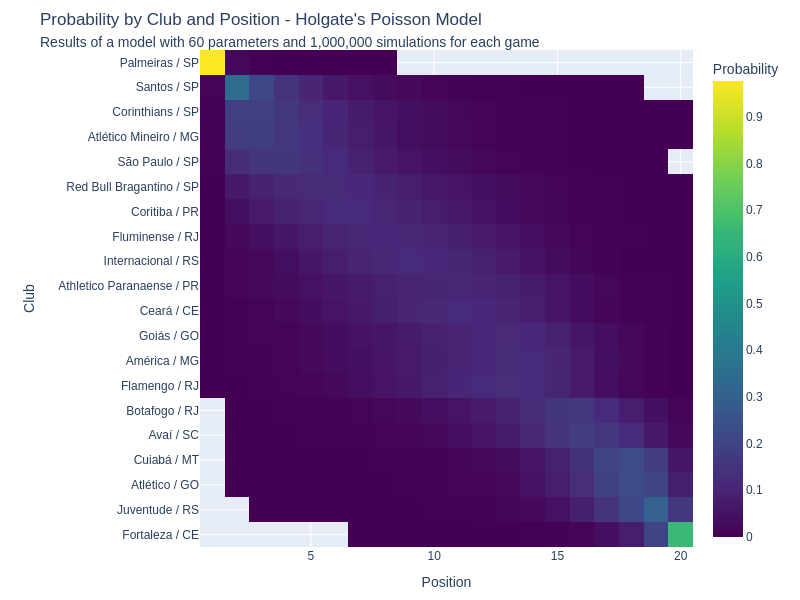 Probability by Club and Position - Holgate's Poisson Model
Results of a model with 60 parameters and 1,000,000 simulations for each game
Probability
Palmeiras / SP
Santos / SP
Corinthians / SP
Atlético Mineiro / MG
São Paulo / SP
Red Bull Bragantino / SP
Coritiba / PR
Fluminense / RJ
Internacional / RS
Athletico Paranaense / PR
Ceará / CE
Goiás / GO
América / MG
Flamengo / RJ
Botafogo / RJ
Avaí / SC
Cuiabá / MT
Atlético / GO
Juventude / RS
Fortaleza / CE
Club
5
10
15
20
Position
0.9
0.8
0.7
0.6
0.5
0.4
0.3
0.2
0.1
0